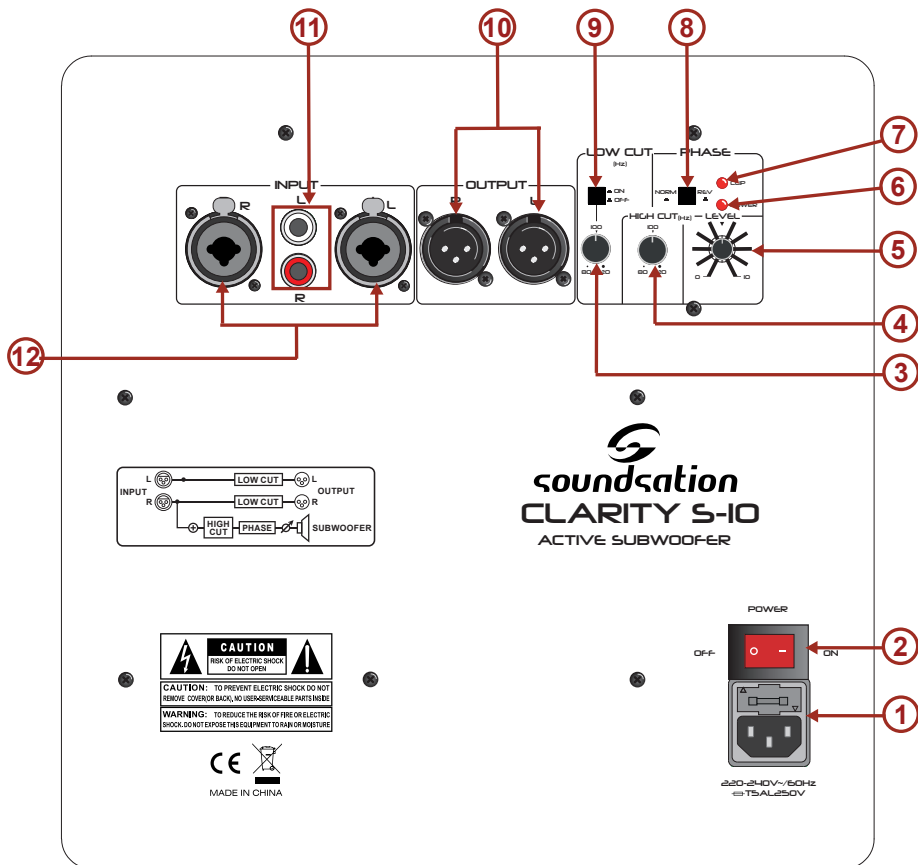 11
10
9
8
7
6
5
4
3
12
2
1
LOW CUT
(Hz)
PHASE
ON
OFF
NORM
REV
INPUT
R
L
L
R
OUTPUT
R
L
HIGH CUT(Hz)
LEVEL
100
100
80
0
10
L
LOW CUT
L
INPUT
OUTPUT
R
LOW CUT
R
HIGH
CUT
PHASE
SUBWOOFER
soundsation
CLARITY S-10
ACTIVE SUBWOOFER
POWER
OFF
ON
CAUTION
RISK OF ELECTRIC SHOCK
DO NOT OPEN
CAUTION: TO PREVENT ELECTRIC SHOCK DO NOT
REMOVE COVER(OR BACK), NO USER-SERVICEABLE PARTS INSIDE
WARNING: TO REDUCE THE RISK OF FIRE OR ELECTRIC
SHOCK. DO NOT EXPOSE THIS EQUIPMENT TO RAIN OR MOISTURE
CE
MADE IN CHINA
220-240V~/60Hz
T5AL250V